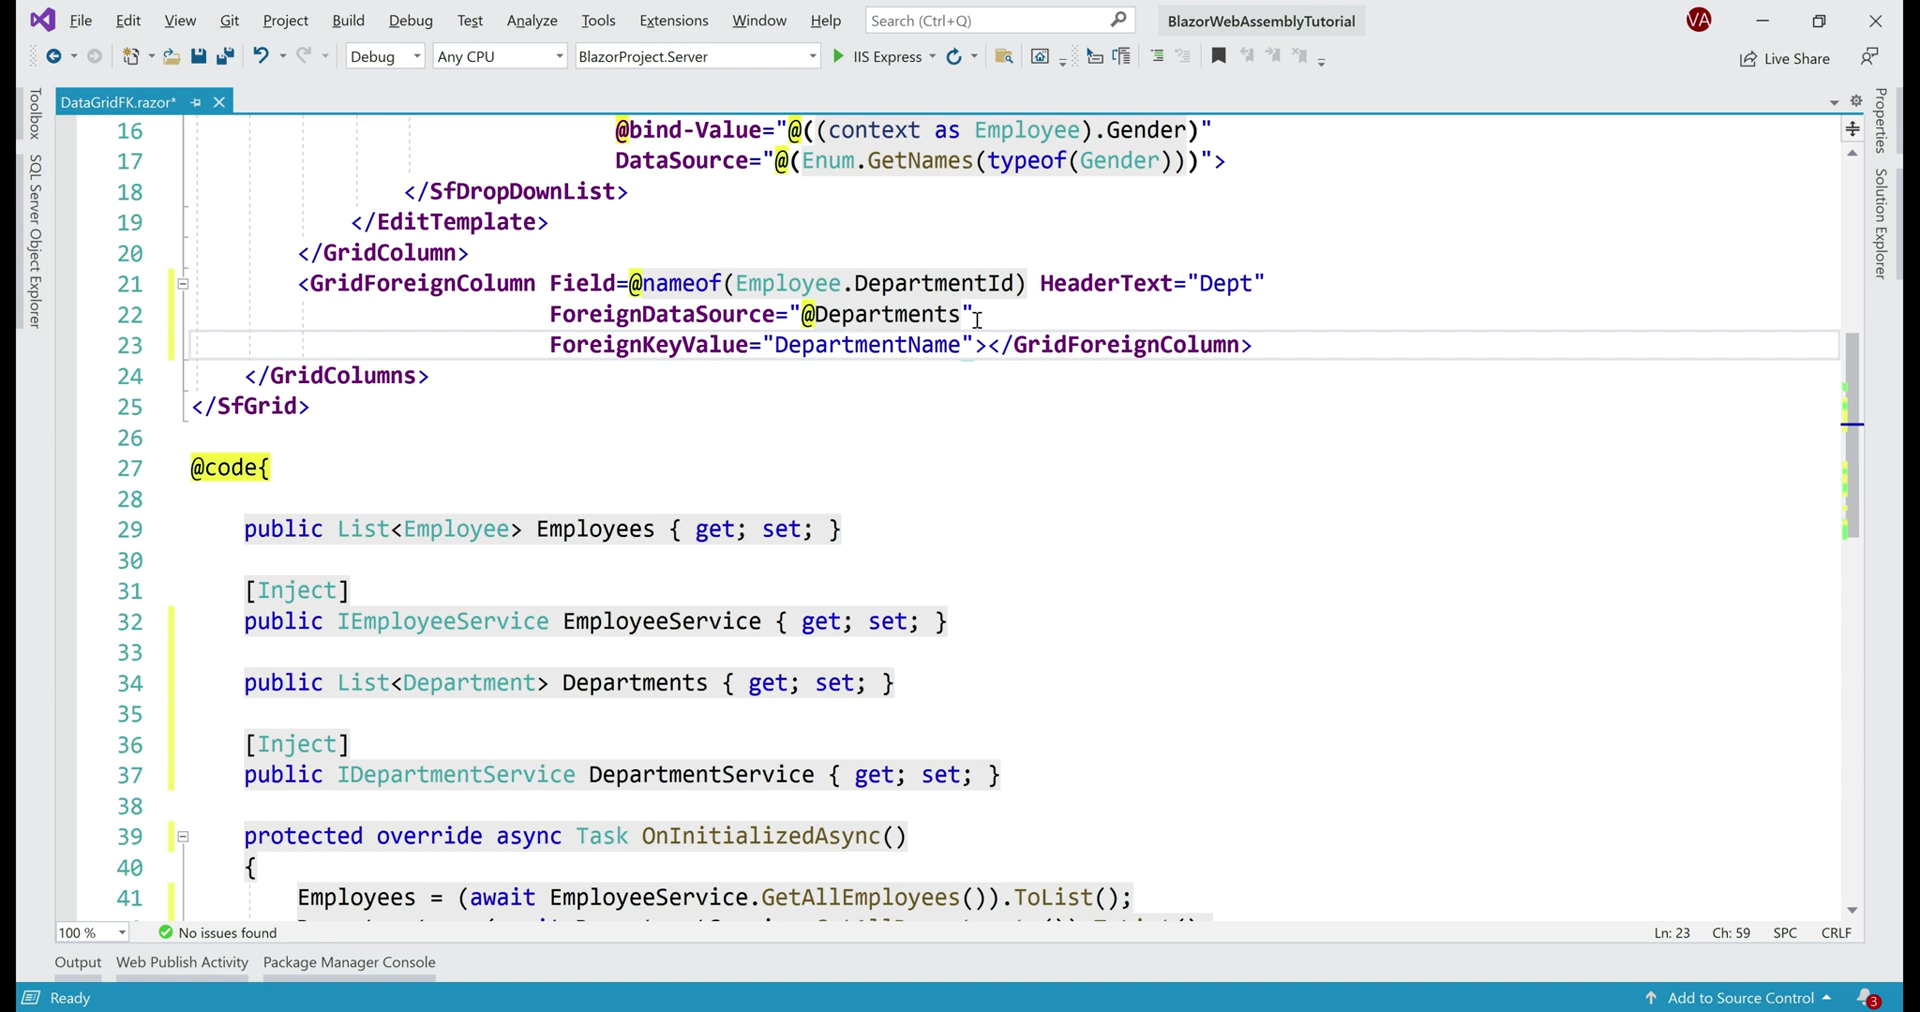 File Edit View Git Project Build Debug Test Analyze Tools Extensions Window Help Search (Ctrl+Q) BlazorWebAssemblyTutorial VA
Debug Any CPU BlazorProject.Server IIS Express Live Share
Toolbox
SQL Server Object Explorer
DataGridFK.razor*
16 @bind-Value="@((context as Employee).Gender)"
17 DataSource="@(Enum.GetNames(typeof(Gender)))">
18 </SfDropDownList>
19 </EditTemplate>
20 </GridColumn>
21 <GridForeignColumn Field=@nameof(Employee.DepartmentId) HeaderText="Dept"
22 ForeignDataSource="@Departments"
23 ForeignKeyValue="DepartmentName"></GridForeignColumn>
24 </GridColumns>
25 </SfGrid>
26
27 @code{
28
29 public List<Employee> Employees { get; set; }
30
31 [Inject]
32 public IEmployeeService EmployeeService { get; set; }
33
34 public List<Department> Departments { get; set; }
35
36 [Inject]
37 public IDepartmentService DepartmentService { get; set; }
38
39 protected override async Task OnInitializedAsync()
40 {
41 Employees = (await EmployeeService.GetAllEmployees()).ToList();
Properties
Solution Explorer
100 % No issues found Ln: 23 Ch: 59 SPC CRLF
Output Web Publish Activity Package Manager Console
Ready Add to Source Control 3